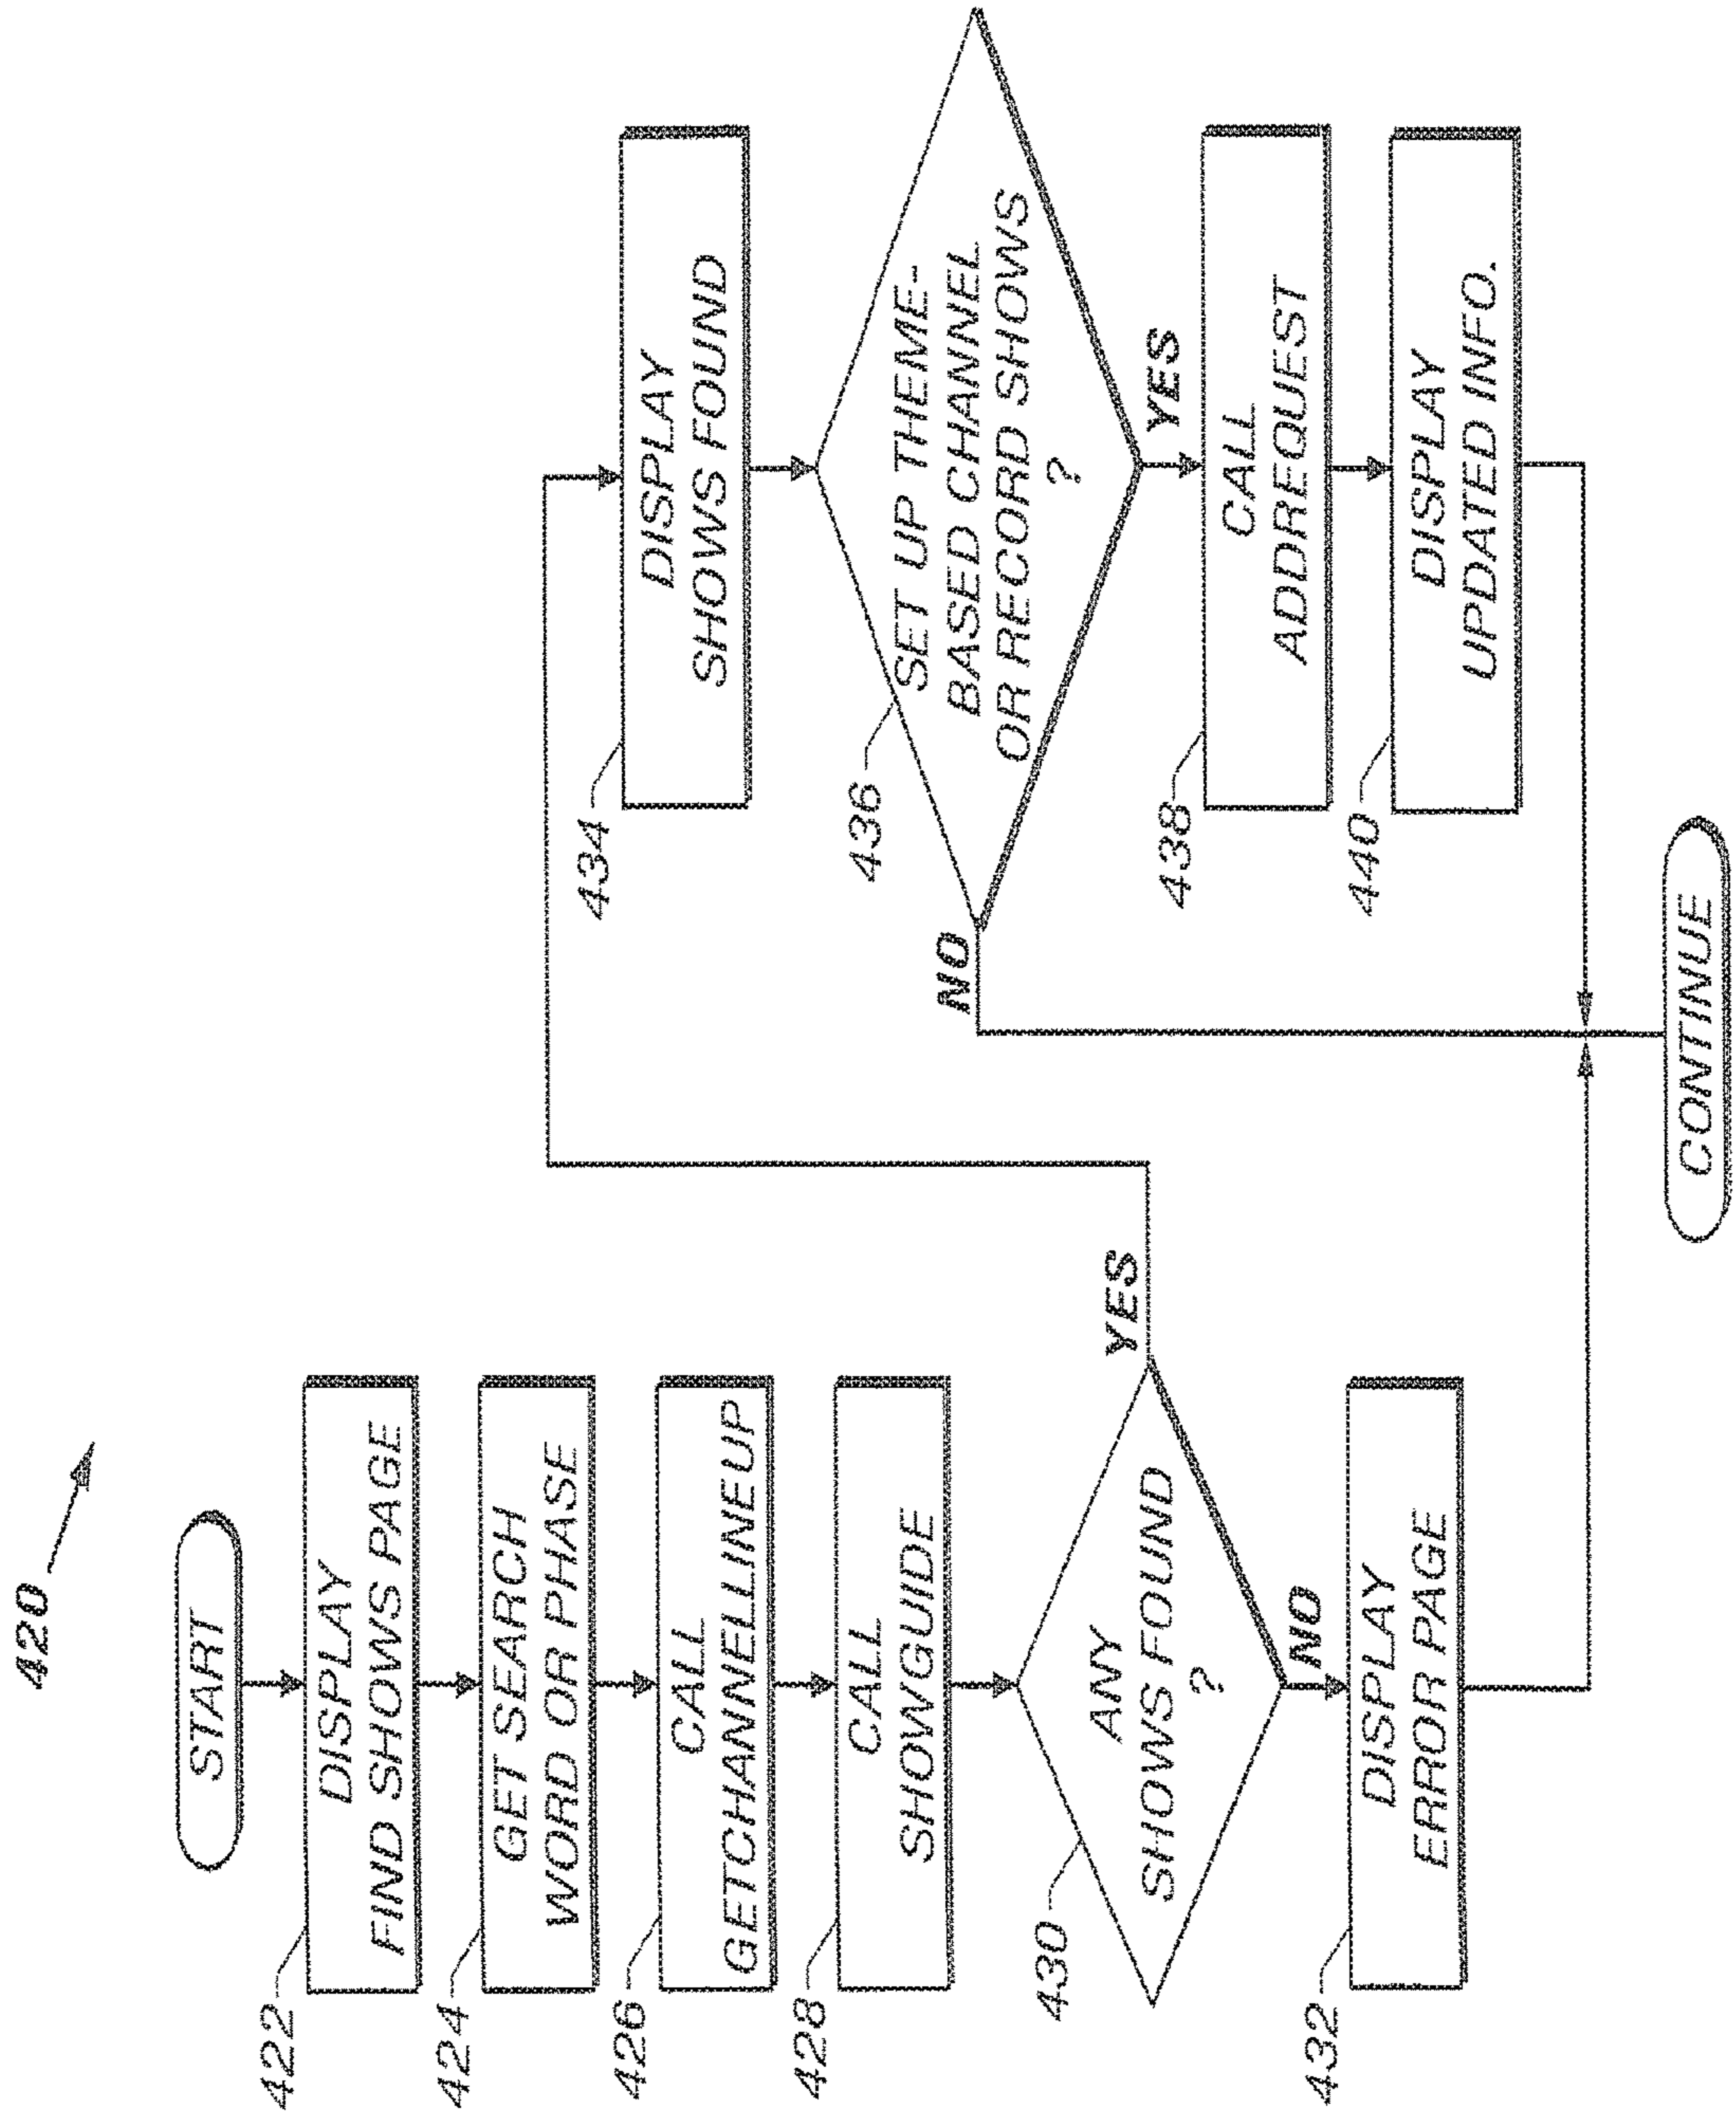 420
START
422
DISPLAY
FIND SHOWS PAGE
424
GET SEARCH
WORD OR PHASE
426
CALL
GETCHANNELLINEUP
428
CALL
SHOWGUIDE
430
ANY
SHOWS FOUND
?
YES
NO
432
DISPLAY
ERROR PAGE
434
DISPLAY
SHOWS FOUND
436
SET UP THEME-
BASED CHANNEL
OR RECORD SHOWS
?
NO
YES
438
CALL
ADDREQUEST
440
DISPLAY
UPDATED INFO.
CONTINUE